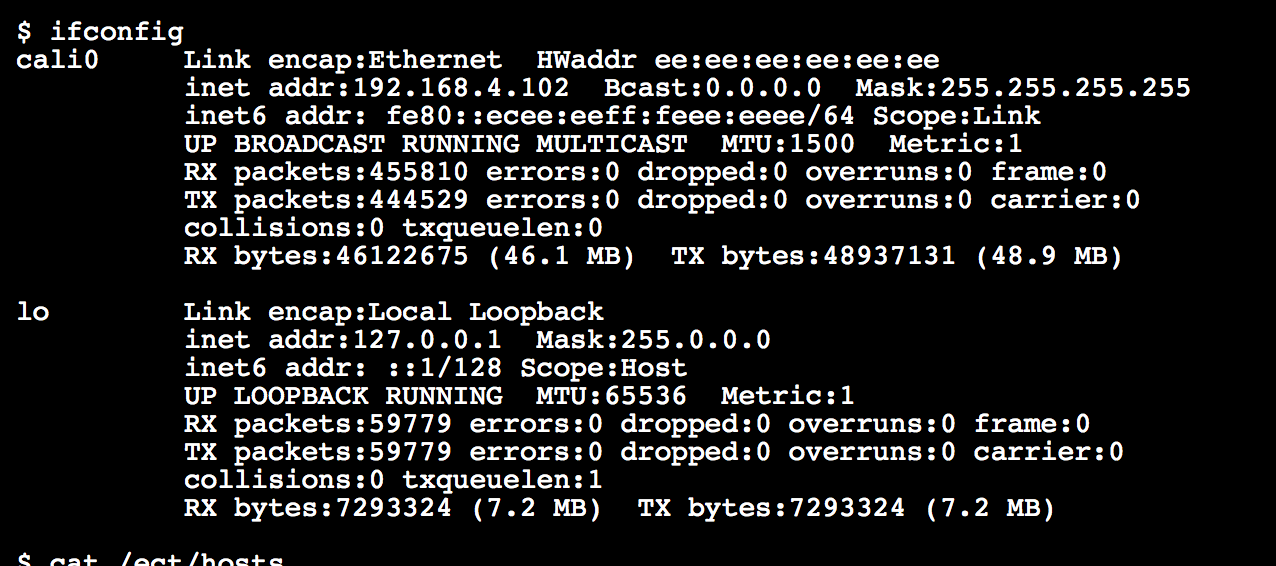 $ ifconfig
cali0     Link encap:Ethernet  HWaddr ee:ee:ee:ee:ee:ee
          inet addr:192.168.4.102  Bcast:0.0.0.0  Mask:255.255.255.255
          inet6 addr: fe80::ecee:eeff:feee:eeee/64 Scope:Link
          UP BROADCAST RUNNING MULTICAST  MTU:1500  Metric:1
          RX packets:455810 errors:0 dropped:0 overruns:0 frame:0
          TX packets:444529 errors:0 dropped:0 overruns:0 carrier:0
          collisions:0 txqueuelen:0
          RX bytes:46122675 (46.1 MB)  TX bytes:48937131 (48.9 MB)

lo        Link encap:Local Loopback
          inet addr:127.0.0.1  Mask:255.0.0.0
          inet6 addr: ::1/128 Scope:Host
          UP LOOPBACK RUNNING  MTU:65536  Metric:1
          RX packets:59779 errors:0 dropped:0 overruns:0 frame:0
          TX packets:59779 errors:0 dropped:0 overruns:0 carrier:0
          collisions:0 txqueuelen:1
          RX bytes:7293324 (7.2 MB)  TX bytes:7293324 (7.2 MB)

$ cat /ect/hosts